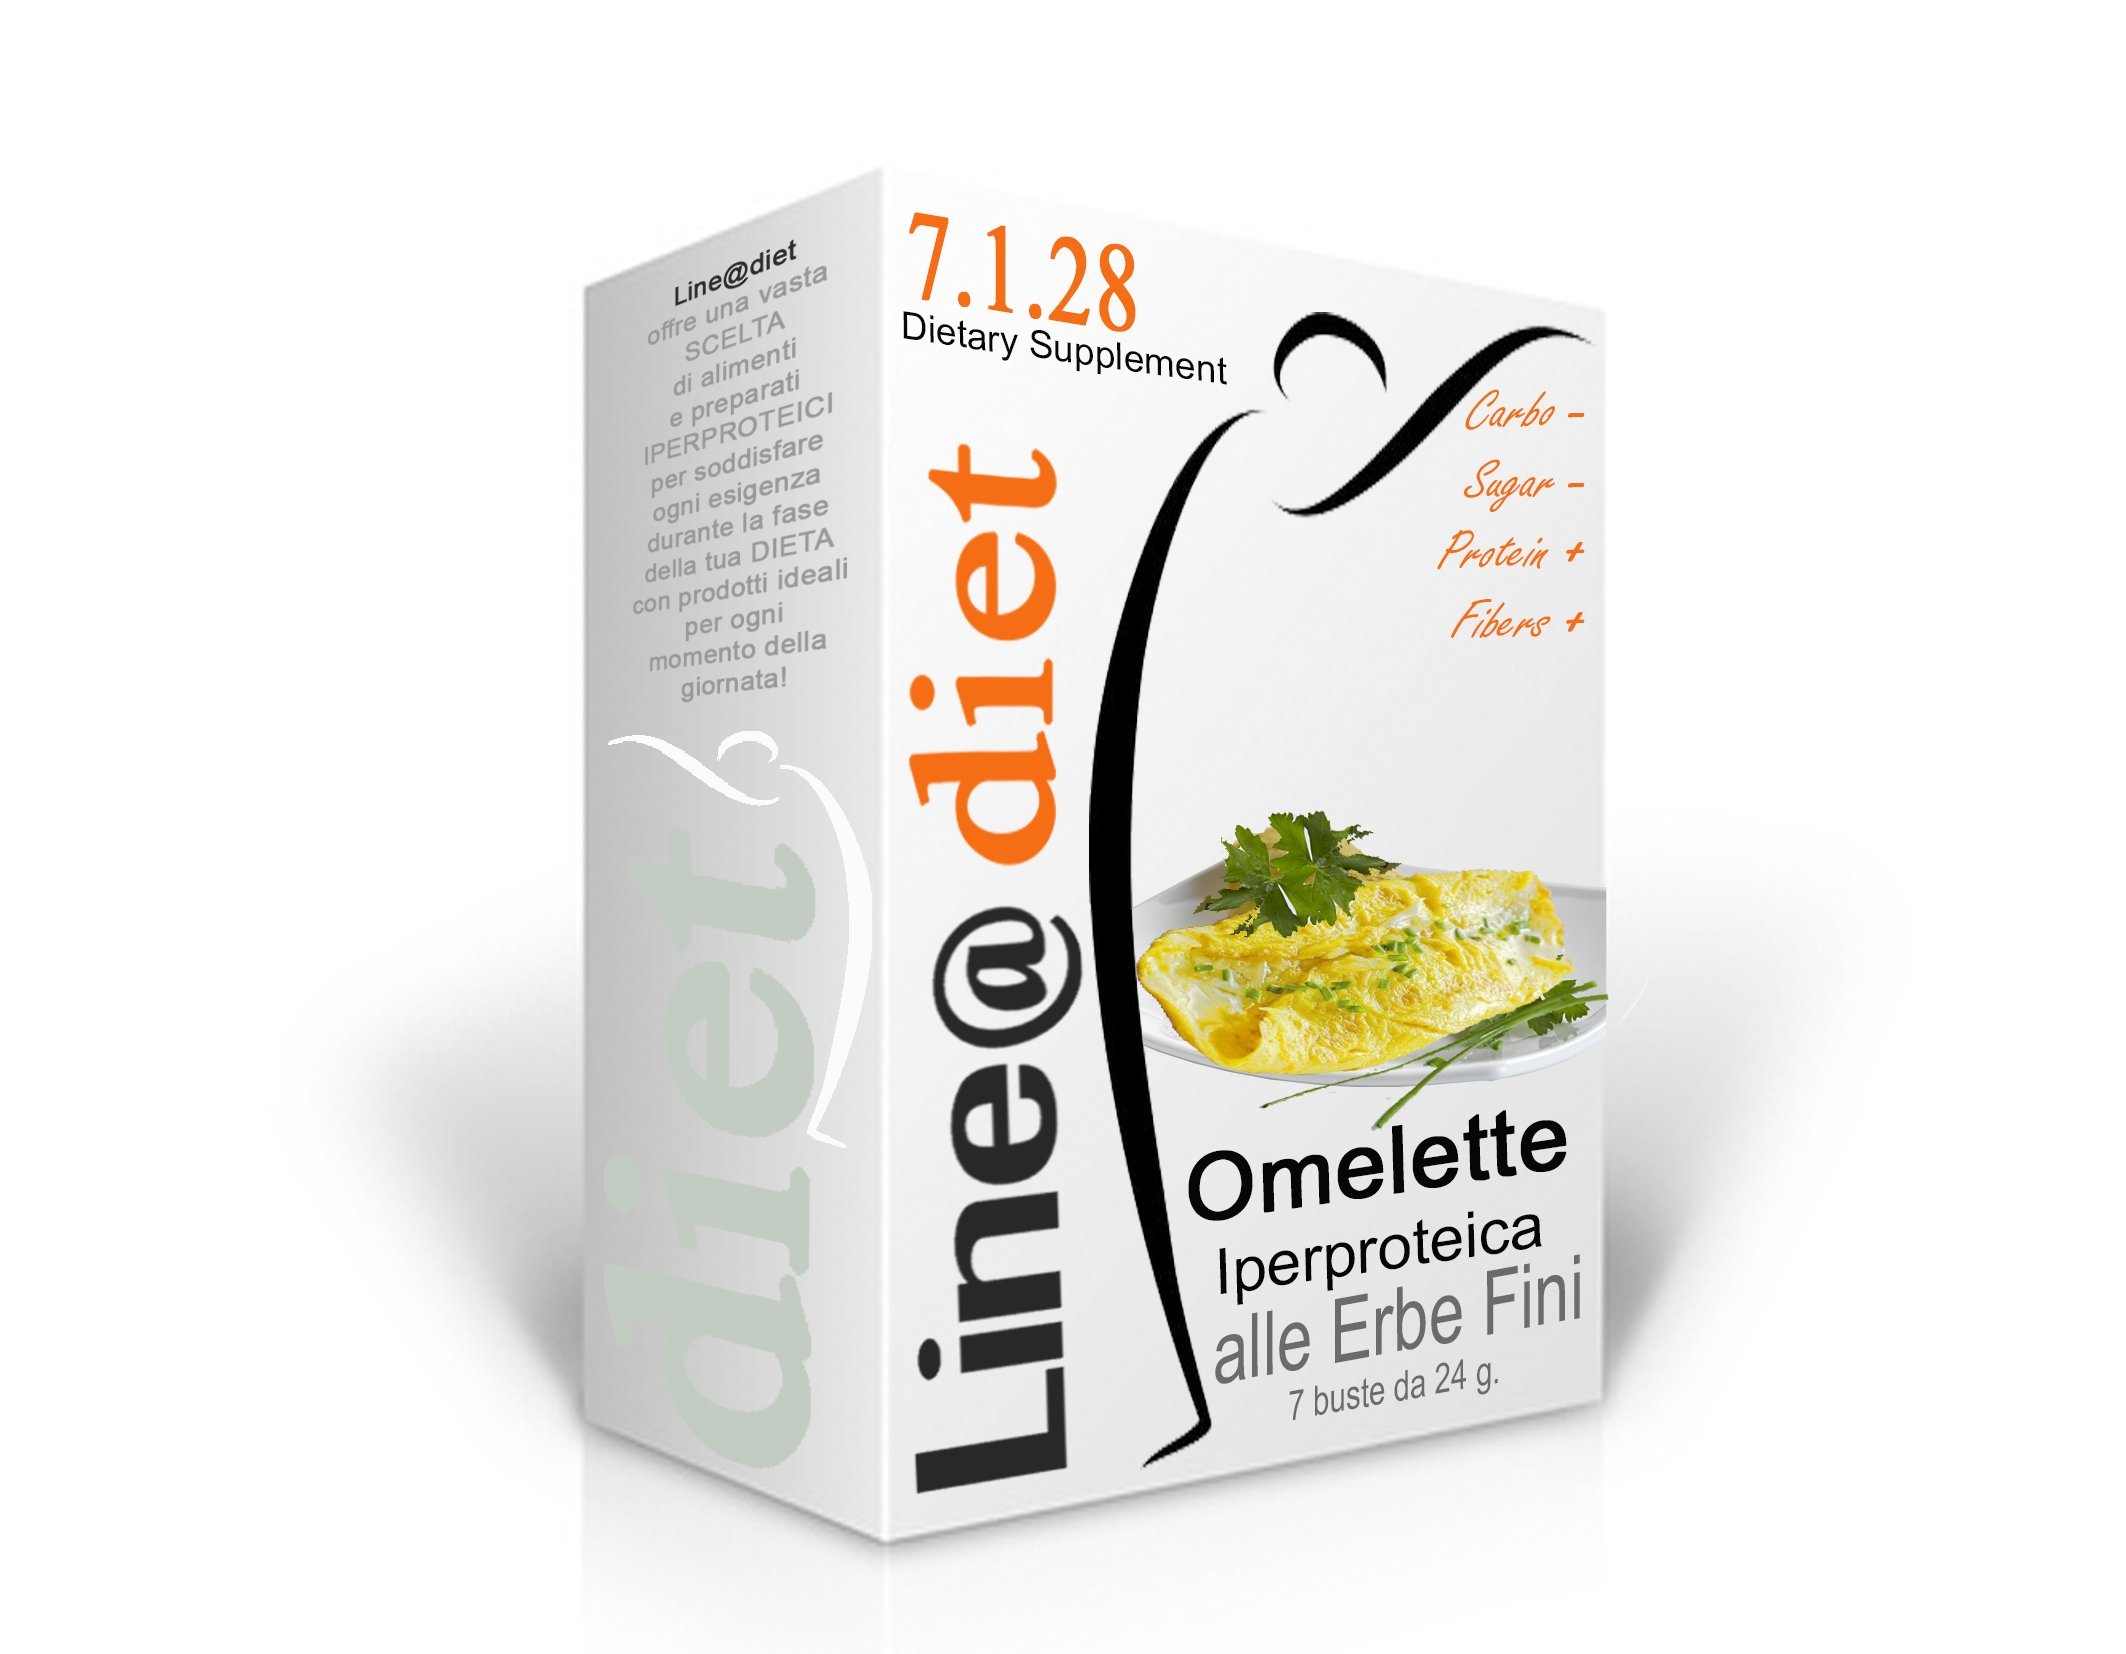 Line@diet
offre una vasta
SCELTA
di alimenti
e preparati
IPERPROTEICI
per soddisfare
ogni esigenza
durante la fase
della tua DIETA
con prodotti ideali
per ogni
momento della
giornata!
diet
7.1.28
Dietary Supplement
Line@diet
Carbo -
Sugar -
Protein +
Fibers +
Omelette
Iperproteica
alle Erbe Fini
7 buste da 24 g.